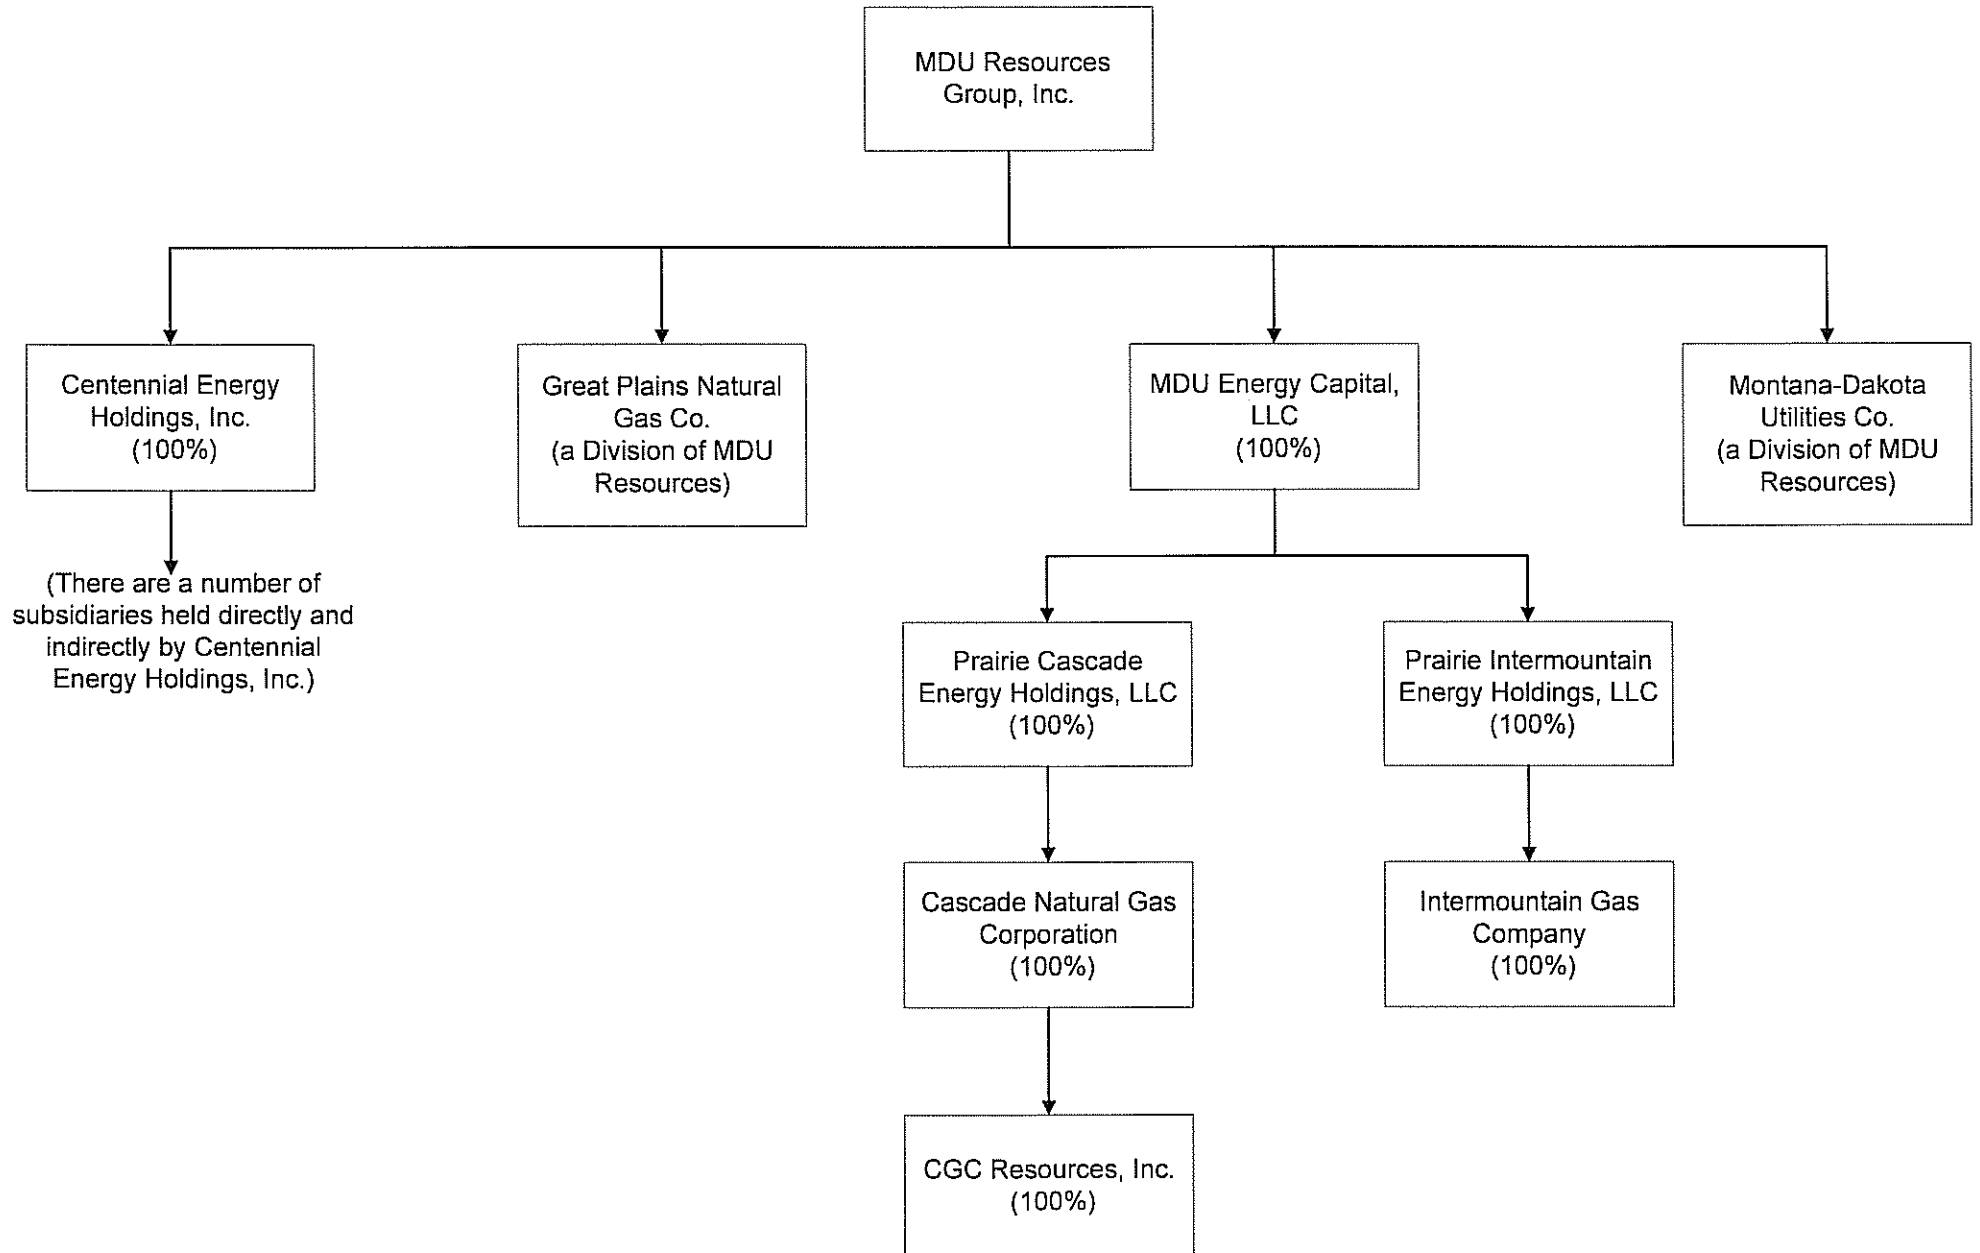 MDU Resources
Group, Inc.
Centennial Energy
Holdings, Inc.
(100%)
Great Plains Natural
Gas Co.
(a Division of MDU
Resources)
MDU Energy Capital,
LLC
(100%)
Montana-Dakota
Utilities Co.
(a Division of MDU
Resources)
(There are a number of
subsidiaries held directly and
indirectly by Centennial
Energy Holdings, Inc.)
Prairie Cascade
Energy Holdings, LLC
(100%)
Prairie Intermountain
Energy Holdings, LLC
(100%)
Cascade Natural Gas
Corporation
(100%)
Intermountain Gas
Company
(100%)
CGC Resources, Inc.
(100%)